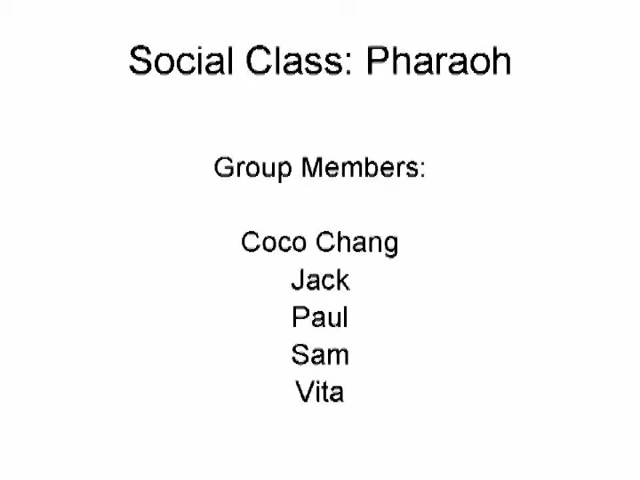 Social Class: Pharaoh
Group Members:
Coco Chang
Jack
Paul
Sam
Vita